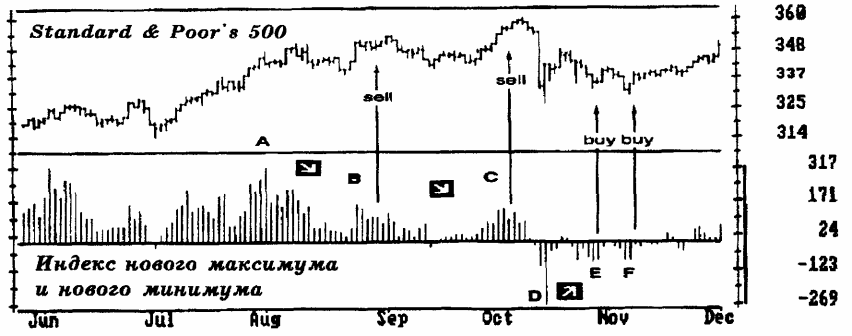 Standard & Poor's 500
360
348
337
325
314
sell
sell
buy buy
A
B
C
317
171
24
-123
-269
Индекс нового максимума
и нового минимума
D
E
F
Jun Jul Aug Sep Oct Nov Dec